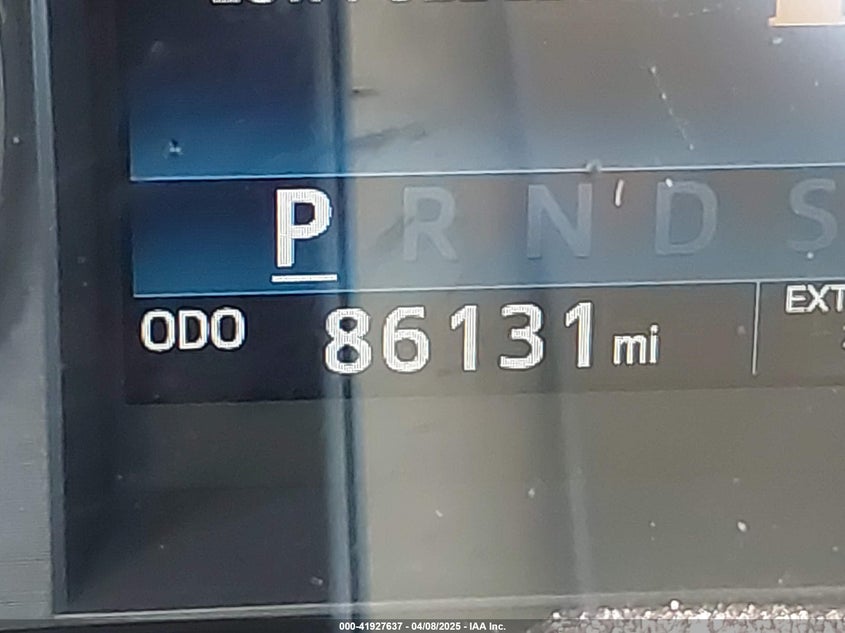 P R N D S
ODO 86131 mi
EXT
000-41927637 - 04/08/2025 - IAA Inc.